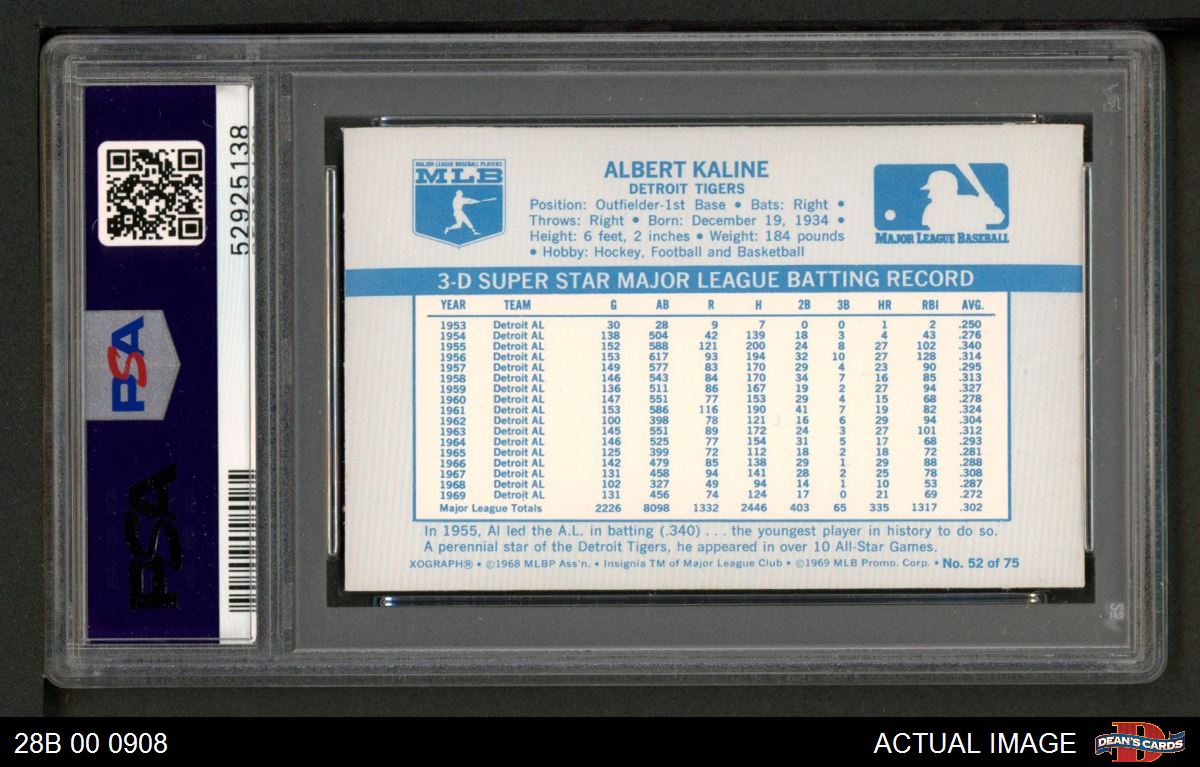 52925138
PSA
PSA
MAJOR LEAGUE BASEBALL PLAYERS
MLB
ALBERT KALINE
DETROIT TIGERS
Position: Outfielder-1st Base • Bats: Right •
Throws: Right • Born: December 19, 1934 •
Height: 6 feet, 2 inches • Weight: 184 pounds
• Hobby: Hockey, Football and Basketball
MAJOR LEAGUE BASEBALL
3-D SUPER STAR MAJOR LEAGUE BATTING RECORD
YEAR TEAM G AB R H 2B 3B HR RBI AVG.
1953 Detroit AL 30 28 9 7 0 0 1 2 .250
1954 Detroit AL 138 504 42 139 18 3 4 43 .276
1955 Detroit AL 152 588 121 200 24 8 27 102 .340
1956 Detroit AL 153 617 93 194 32 10 27 128 .314
1957 Detroit AL 149 577 83 170 29 4 23 90 .295
1958 Detroit AL 146 543 84 170 34 7 16 85 .313
1959 Detroit AL 136 511 86 167 19 2 27 94 .327
1960 Detroit AL 147 551 77 153 29 4 15 68 .278
1961 Detroit AL 153 586 116 190 41 7 19 82 .324
1962 Detroit AL 100 398 78 121 16 6 29 94 .304
1963 Detroit AL 145 551 89 172 24 3 27 101 .312
1964 Detroit AL 146 525 77 154 31 5 17 68 .293
1965 Detroit AL 125 399 72 112 18 2 18 72 .281
1966 Detroit AL 142 479 85 138 29 1 29 88 .288
1967 Detroit AL 131 458 94 141 28 2 25 78 .308
1968 Detroit AL 102 327 49 94 14 1 10 53 .287
1969 Detroit AL 131 456 74 124 17 0 21 69 .272
Major League Totals 2226 8098 1332 2446 403 65 335 1317 .302
In 1955, Al led the A.L. in batting (.340) . . . the youngest player in history to do so.
A perennial star of the Detroit Tigers, he appeared in over 10 All-Star Games.
XOGRAPH® • ©1968 MLBP Ass'n. • Insignia TM of Major League Club • ©1969 MLB Promo. Corp. • No. 52 of 75
28B 00 0908
ACTUAL IMAGE
D
DEAN'S CARDS